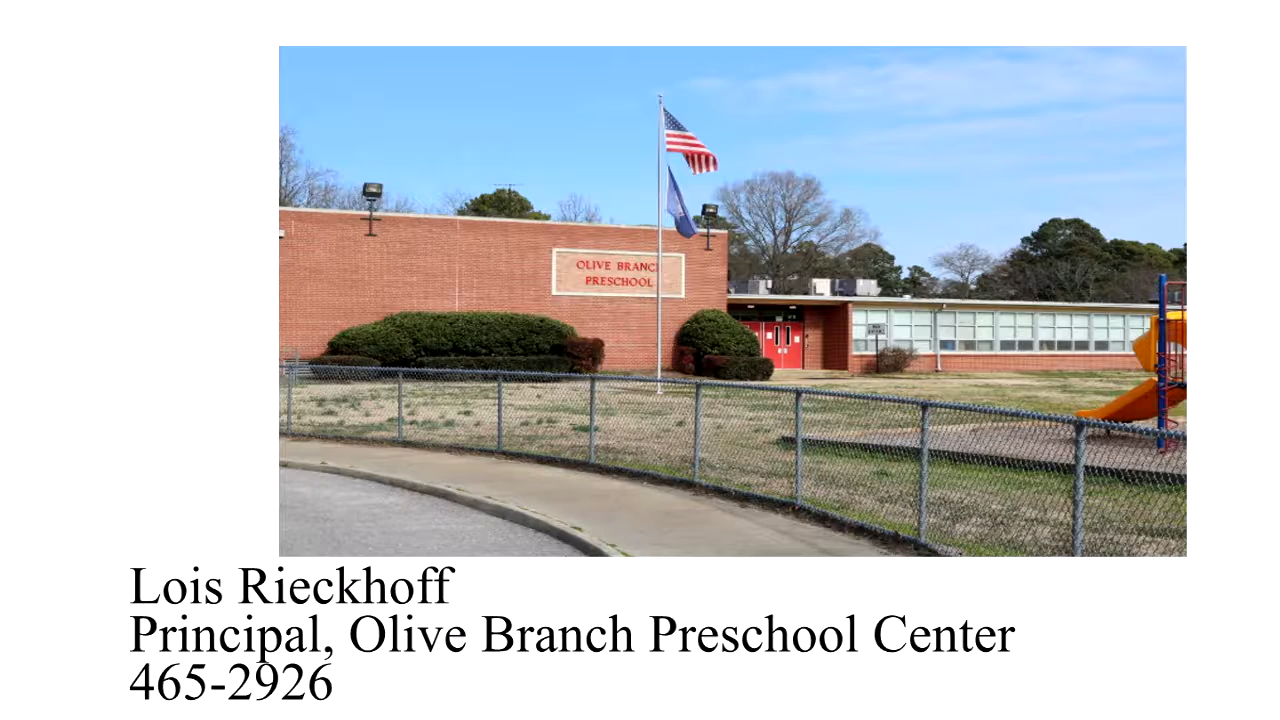 OLIVE BRANCH
PRESCHOOL
Lois Rieckhoff
Principal, Olive Branch Preschool Center
465-2926